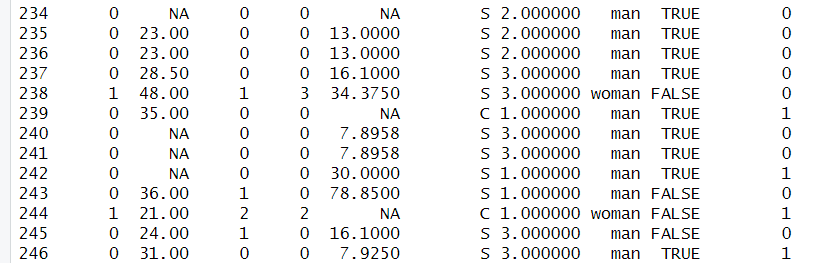 234 0 NA 0 0 NA S 2.000000 man TRUE 0
235 0 23.00 0 0 13.0000 S 2.000000 man TRUE 0
236 0 23.00 0 0 13.0000 S 2.000000 man TRUE 0
237 0 28.50 0 0 16.1000 S 3.000000 man TRUE 0
238 1 48.00 1 3 34.3750 S 3.000000 woman FALSE 0
239 0 35.00 0 0 NA C 1.000000 man TRUE 1
240 0 NA 0 0 7.8958 S 3.000000 man TRUE 0
241 0 NA 0 0 7.8958 S 3.000000 man TRUE 0
242 0 NA 0 0 30.0000 S 1.000000 man TRUE 1
243 0 36.00 1 0 78.8500 S 1.000000 man FALSE 0
244 1 21.00 2 2 NA C 1.000000 woman FALSE 1
245 0 24.00 1 0 16.1000 S 3.000000 man FALSE 0
246 0 31.00 0 0 7.9250 S 3.000000 man TRUE 1